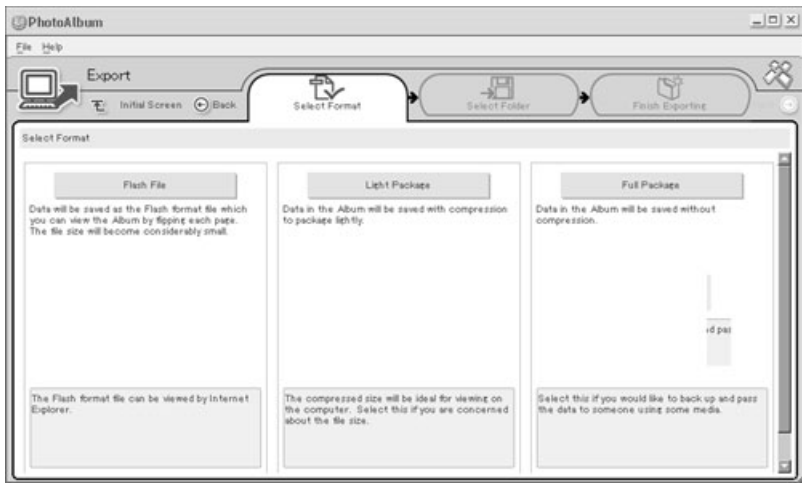 PhotoAlbum
File Help
Export
Initial Screen Back
Select Format
Select Folder
Finish Exporting
Select Format
Flash File
Data will be saved as the Flash format file which
you can view the Album by flipping each page.
The file size will become considerably small.
The Flash format file can be viewed by Internet
Explorer.
Light Package
Data in the Album will be saved with compression
to package lightly.
The compressed size will be ideal for viewing on
the computer. Select this if you are concerned
about the file size.
Full Package
Data in the Album will be saved without
compression.
d pas
Select this if you would like to back up and pass
the data to someone using some media.